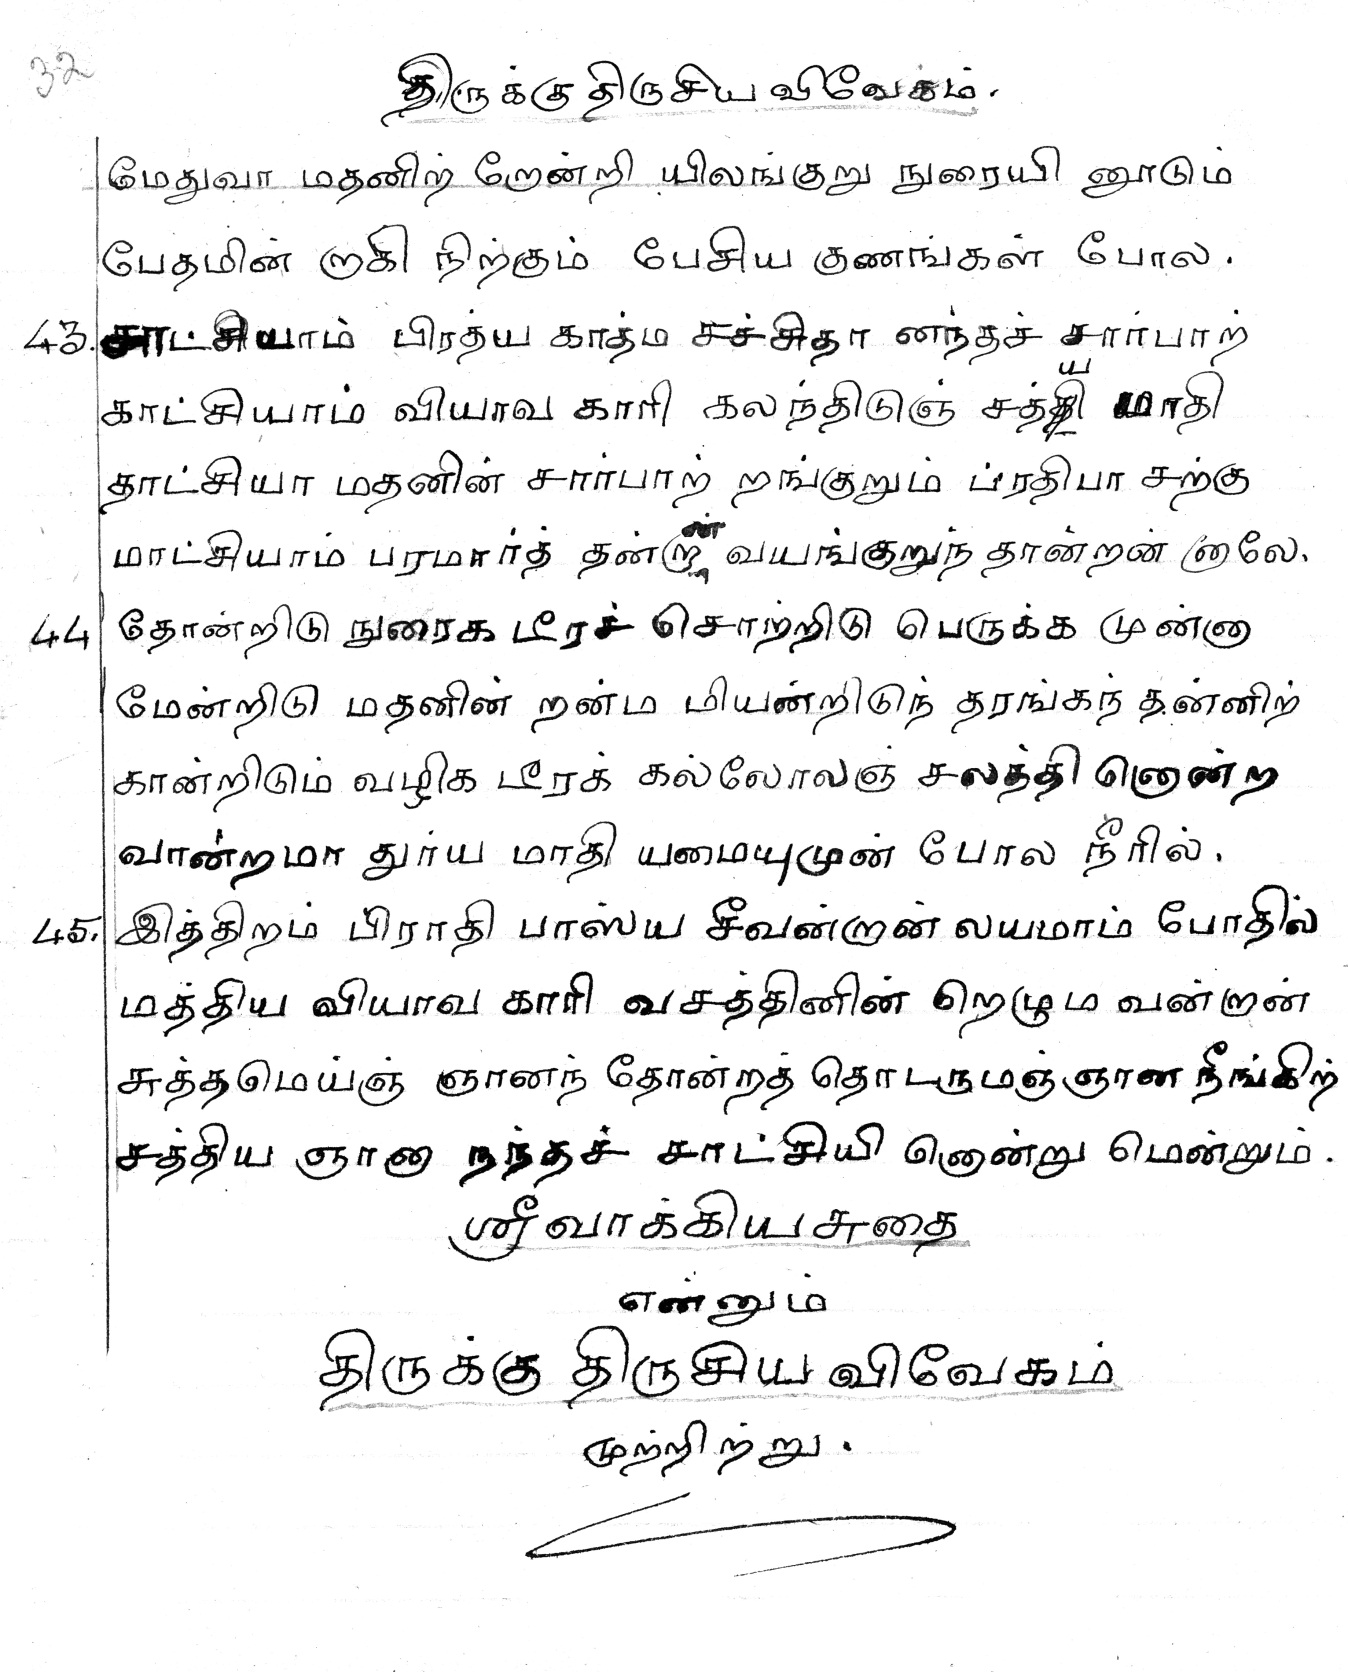 32
திருக்கு திருசிய விவேகம்.
மேதுவா மதனிற் றோன்றி யிலங்குறு நுரையி னூடும்
பேதமின் றாகி நிற்கும் பேசிய குணங்கள் போல.
43. சாட்சியாம் பிரத்ய காத்ம சச்சிதா னந்தச் சார்பாற்
காட்சியாம் வியாவ காரி கலந்திடுஞ் சத்தி யமாதி
தாட்சியா மதனின் சார்பாற் றங்குறும் ப்ரதிபா சற்கு
மாட்சியாம் பரமார்த் தன்றான் வயங்குறுந் தான்றன் னாலே.
44 தோன்றிடு நுரைக டீரச் சொற்றிடு பெருக்க முன்னா
மேன்றிடு மதனின் றன்ம மியன்றிடுந் தரங்கந் தன்னிற்
கான்றிடும் வழிக டீரக் கல்லோலஞ் சலத்தி னொன்ற
வான்றமா துர்ய மாதி யமையுமுன் போல நீரில்.
45. இத்திறம் பிராதி பாஸ்ய சீவன்றான் லயமாம் போதில்
மத்திய வியாவ காரி வசத்தினின் றெழும வன்றான்
சுத்தமெய்ஞ் ஞானந் தோன்றத் தொடருமஞ்ஞான நீங்கிற்
சத்திய ஞானா நந்தச் சாட்சியி னொன்று மென்றும்.
ஸ்ரீ வாக்கியசுதை
என்னும்
திருக்கு திருசிய விவேகம்
முற்றிற்று.